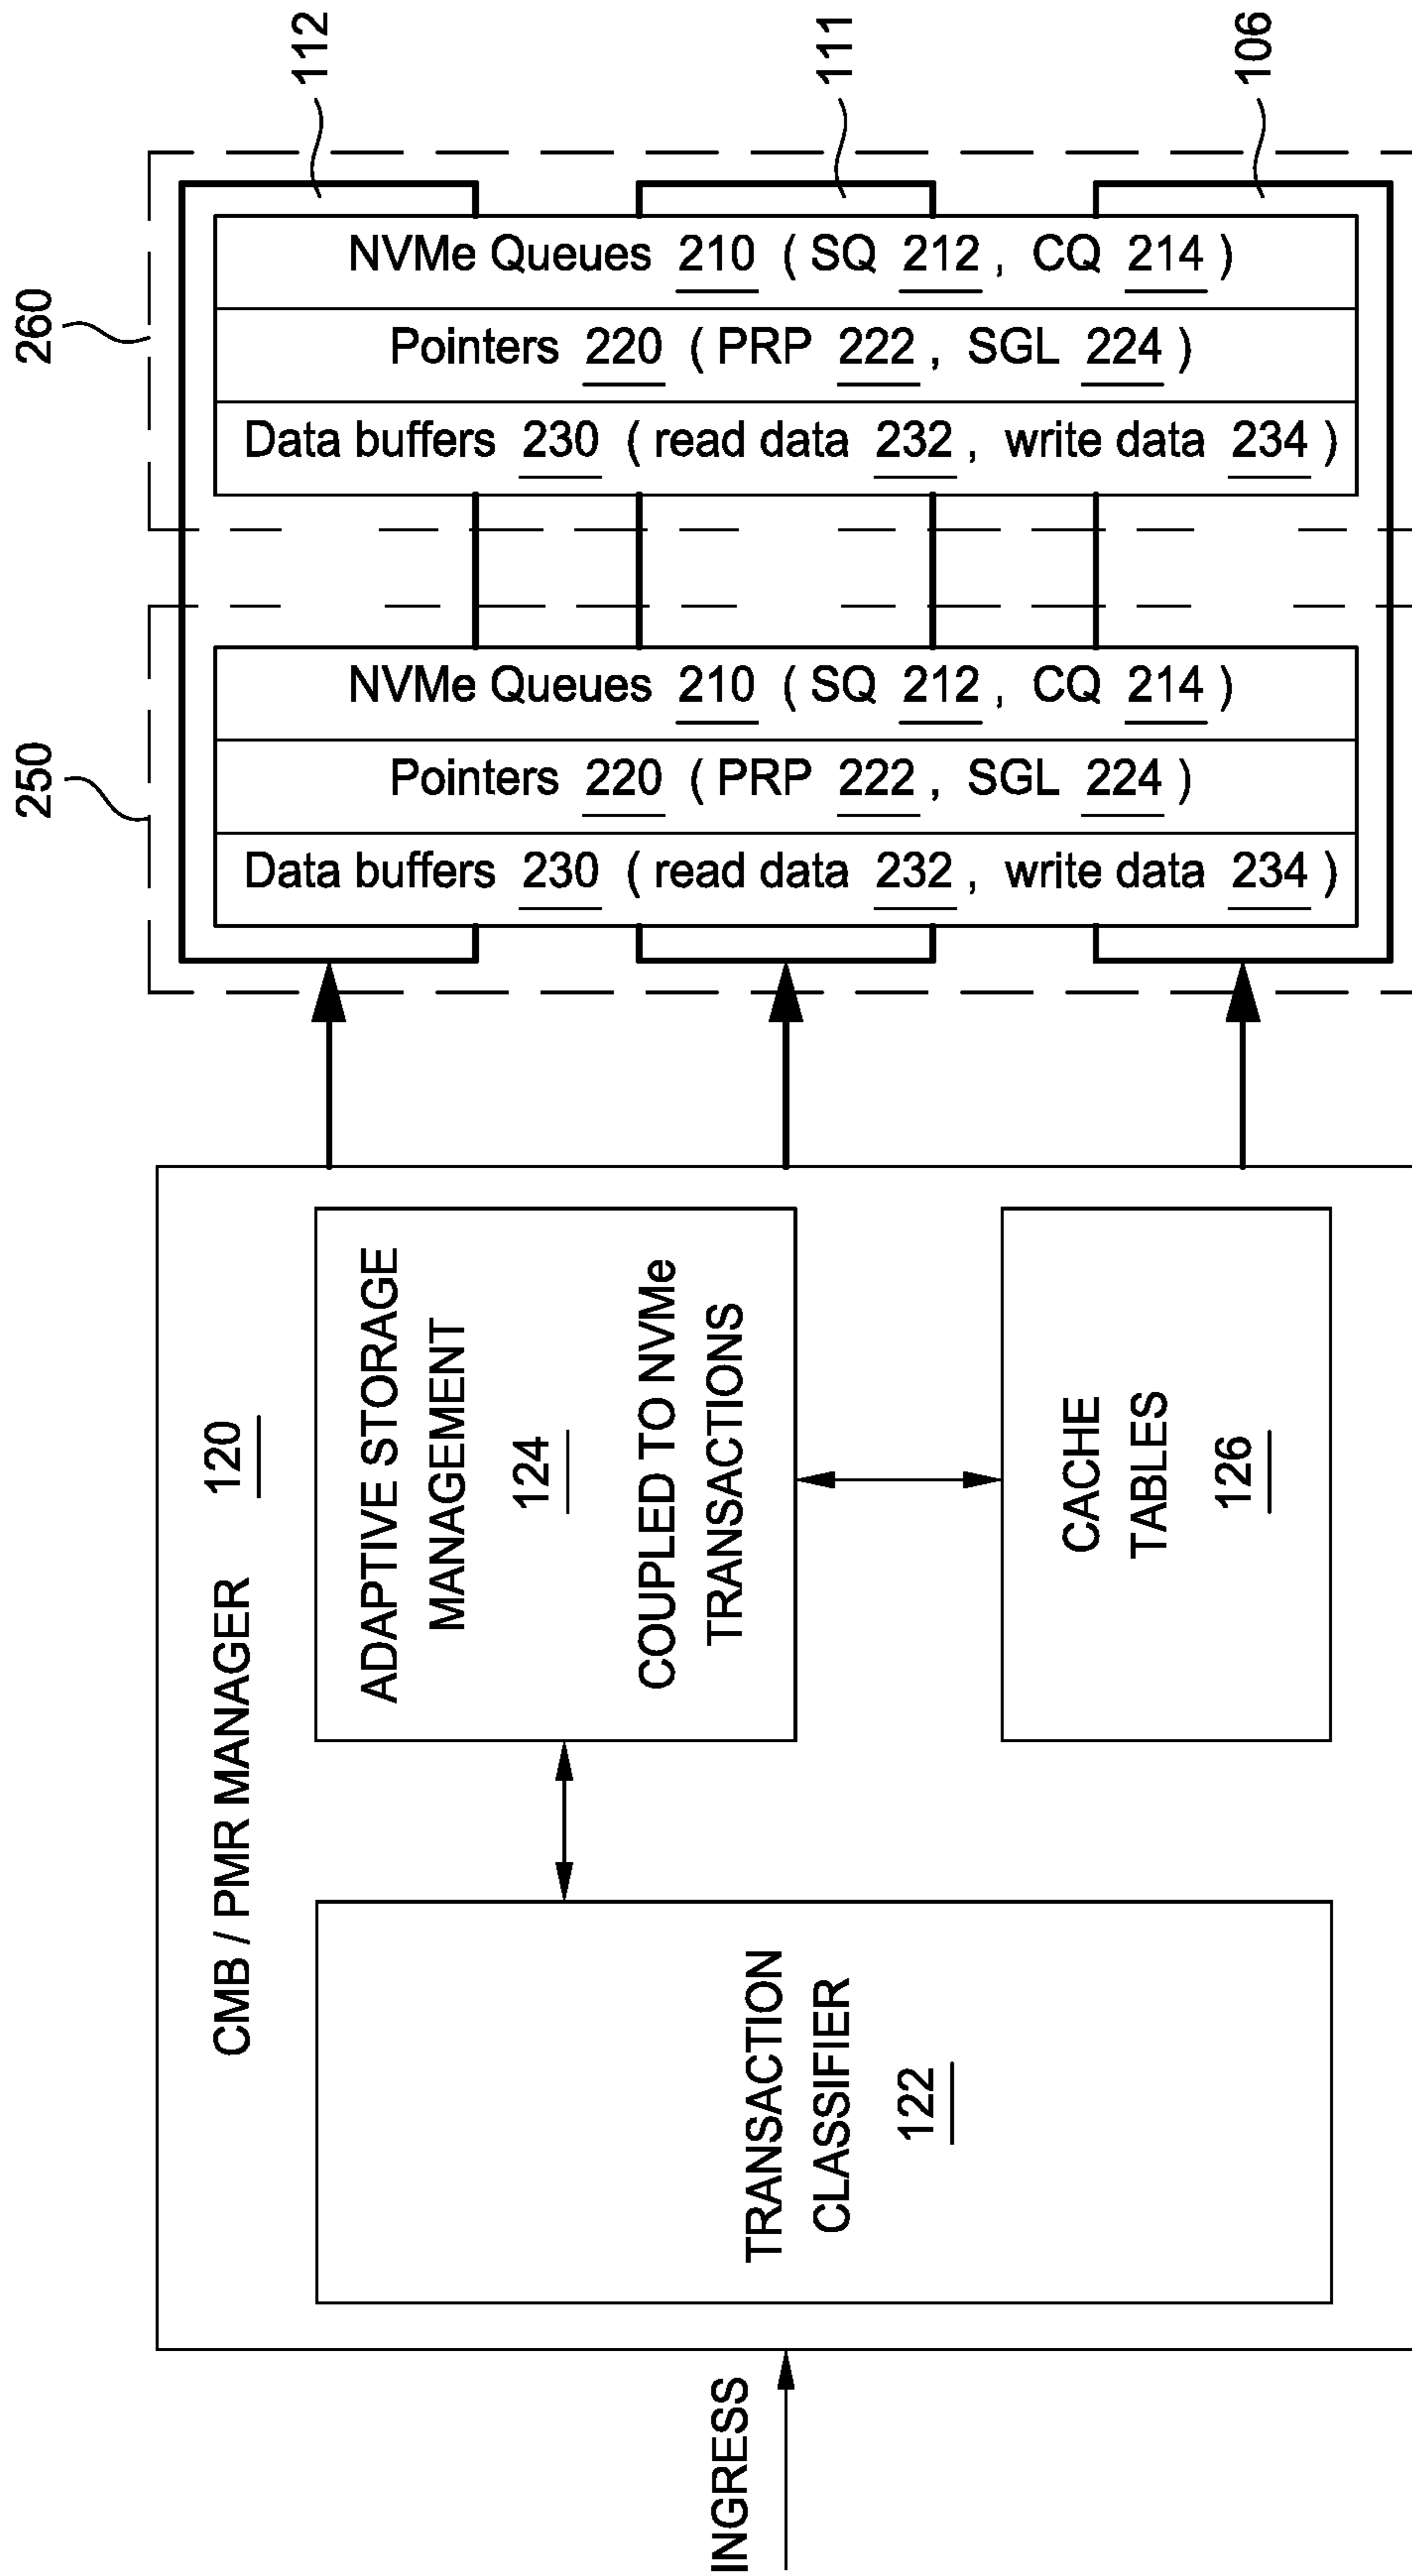 INGRESS
CMB / PMR MANAGER 120
TRANSACTION
CLASSIFIER
122
ADAPTIVE STORAGE
MANAGEMENT
124
COUPLED TO NVMe
TRANSACTIONS
CACHE
TABLES
126
250
NVMe Queues 210 ( SQ 212 , CQ 214 )
Pointers 220 ( PRP 222 , SGL 224 )
Data buffers 230 ( read data 232 , write data 234 )
260
NVMe Queues 210 ( SQ 212 , CQ 214 )
Pointers 220 ( PRP 222 , SGL 224 )
Data buffers 230 ( read data 232 , write data 234 )
112
111
106